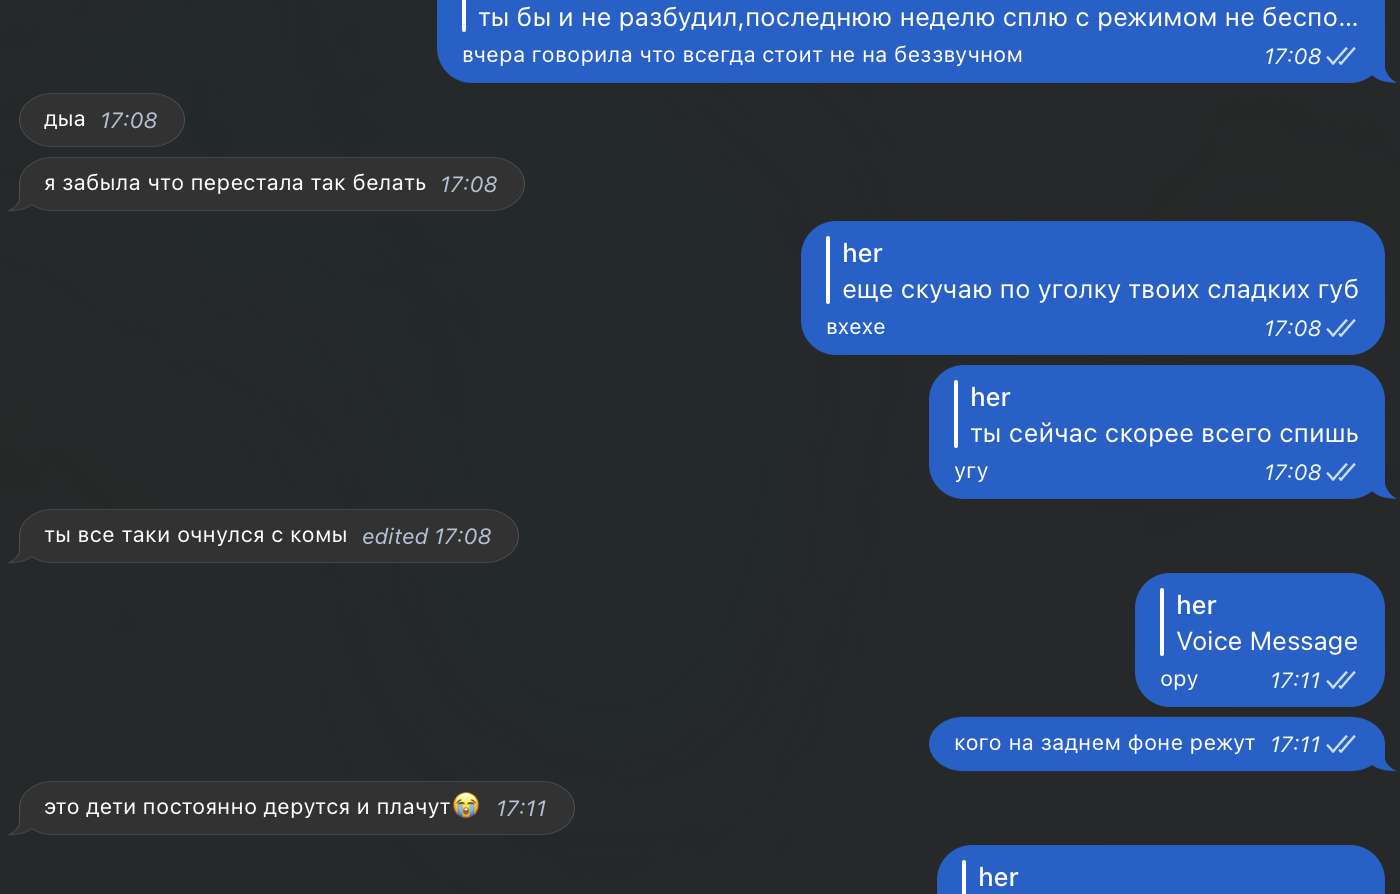 ты бы и не разбудил,последнюю неделю сплю с режимом не беспо...
вчера говорила что всегда стоит не на беззвучном 17:08
дыа 17:08
я забыла что перестала так белать 17:08
her
еще скучаю по уголку твоих сладких губ
вхехе 17:08
her
ты сейчас скорее всего спишь
угу 17:08
ты все таки очнулся с комы edited 17:08
her
Voice Message
ору 17:11
кого на заднем фоне режут 17:11
это дети постоянно дерутся и плачут😭 17:11
her